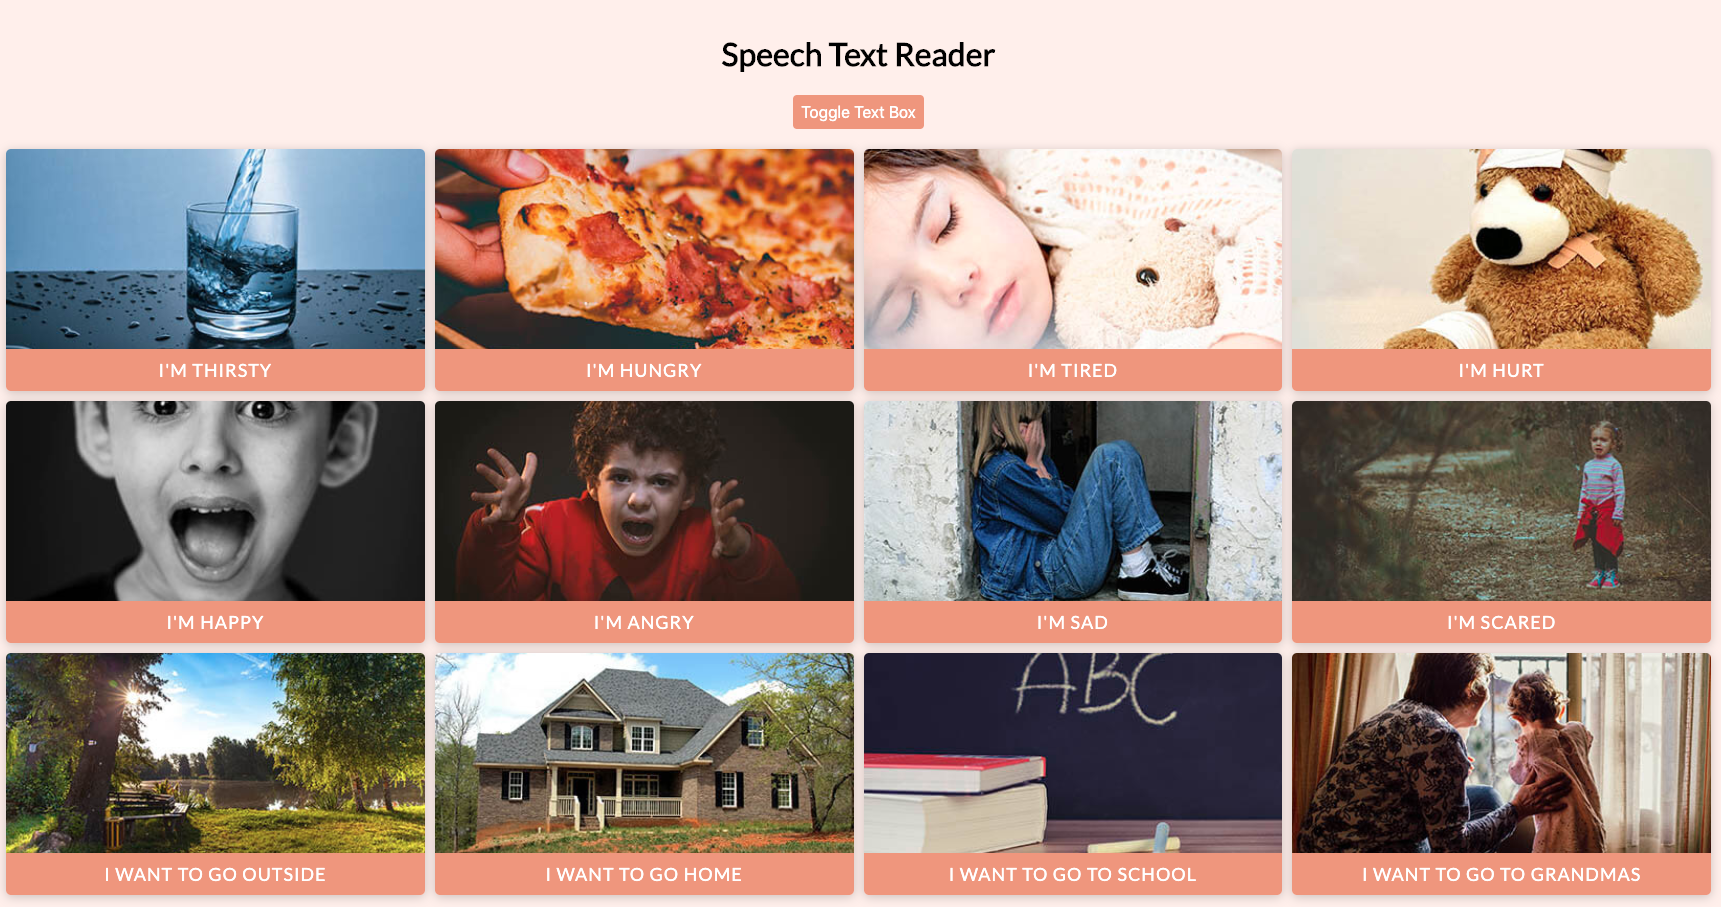 Speech Text Reader
Toggle Text Box
I'M THIRSTY
I'M HUNGRY
I'M TIRED
I'M HURT
I'M HAPPY
I'M ANGRY
I'M SAD
I'M SCARED
ABC
I WANT TO GO OUTSIDE
I WANT TO GO HOME
I WANT TO GO TO SCHOOL
I WANT TO GO TO GRANDMAS